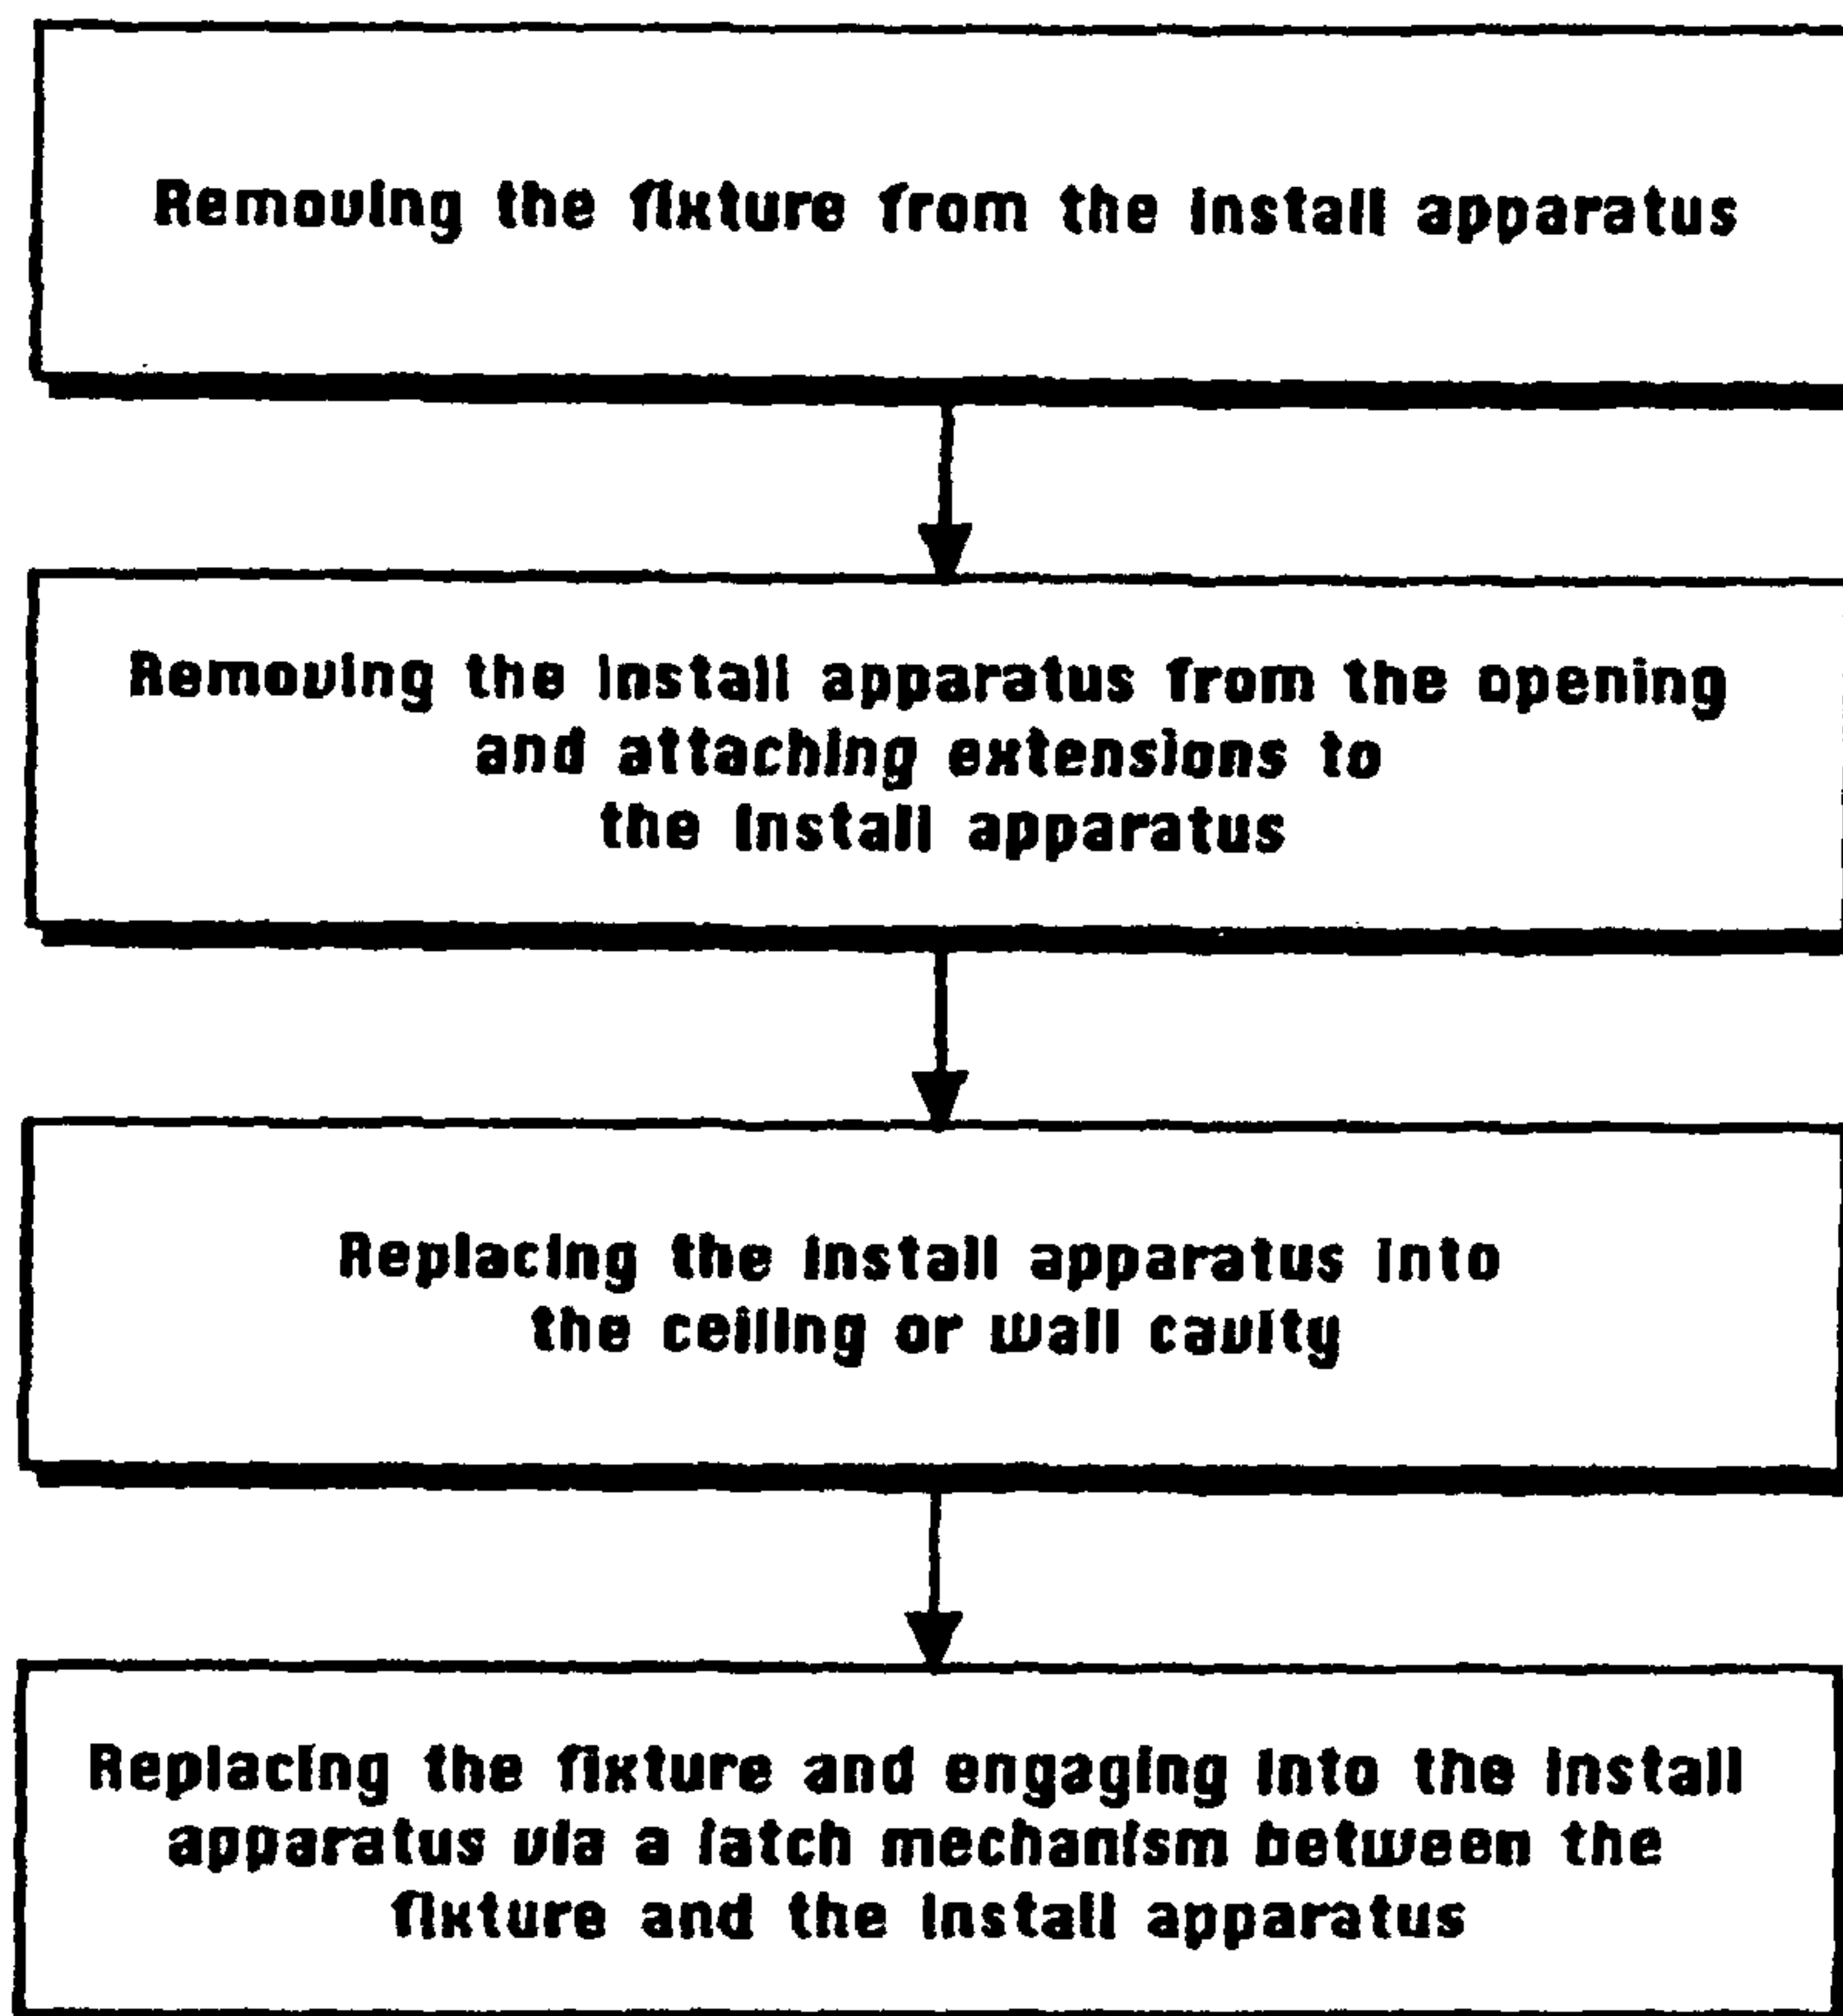 Removing the fixture from the install apparatus
Removing the install apparatus from the opening
and attaching extensions to
the install apparatus
Replacing the install apparatus into
the ceiling or wall cavity
Replacing the fixture and engaging into the install
apparatus via a latch mechanism between the
fixture and the install apparatus